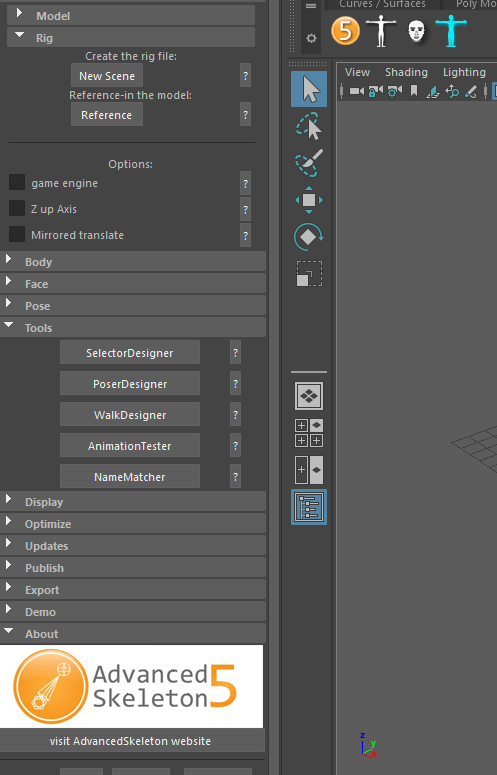 Curves / Surfaces
Poly Mo
Model
Rig
Create the rig file:
New Scene
?
Reference-in the model:
Reference
?
5
View
Shading
Lighting
Options:
game engine
?
Z up Axis
?
Mirrored translate
?
Body
Face
Pose
Tools
SelectorDesigner
?
PoserDesigner
?
WalkDesigner
?
AnimationTester
?
NameMatcher
?
Display
Optimize
Updates
Publish
Export
Demo
About
Advanced
Skeleton 5
visit AdvancedSkeleton website
z
y
x